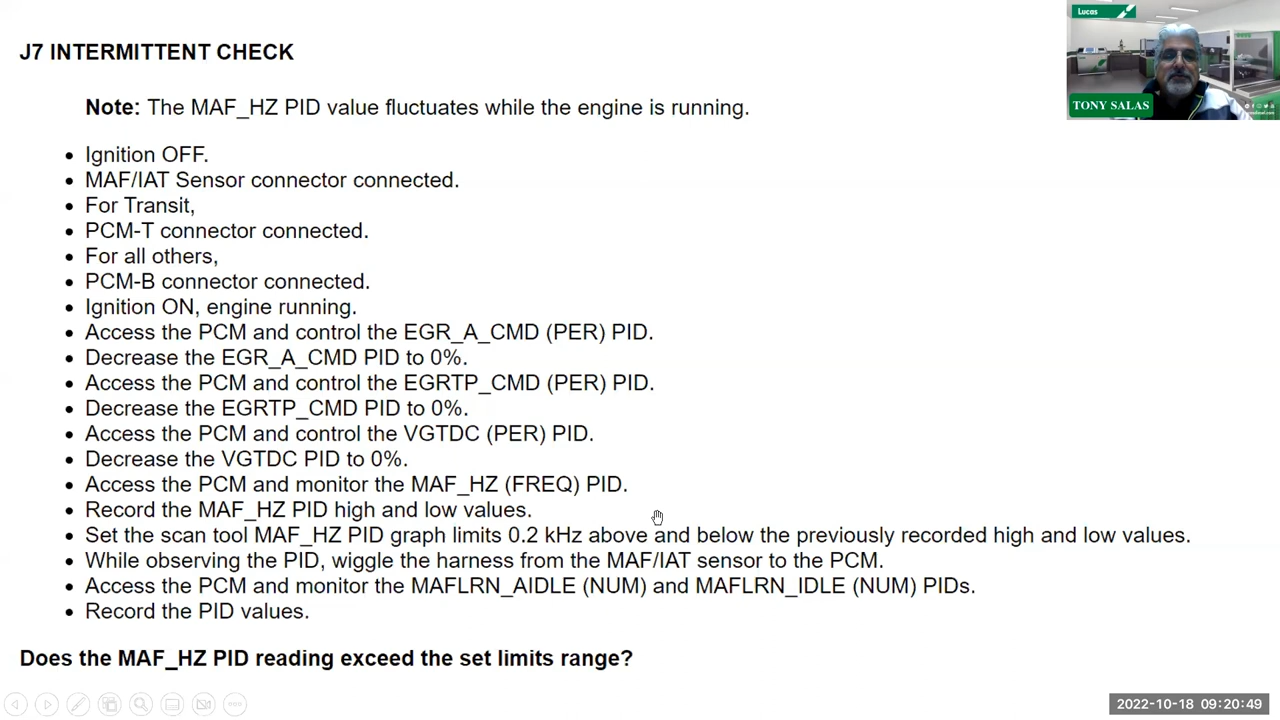 Lucas
TONY SALAS
J7 INTERMITTENT CHECK
Note: The MAF_HZ PID value fluctuates while the engine is running.
• Ignition OFF.
• MAF/IAT Sensor connector connected.
• For Transit,
• PCM-T connector connected.
• For all others,
• PCM-B connector connected.
• Ignition ON, engine running.
• Access the PCM and control the EGR_A_CMD (PER) PID.
• Decrease the EGR_A_CMD PID to 0%.
• Access the PCM and control the EGRTP_CMD (PER) PID.
• Decrease the EGRTP_CMD PID to 0%.
• Access the PCM and control the VGTDC (PER) PID.
• Decrease the VGTDC PID to 0%.
• Access the PCM and monitor the MAF_HZ (FREQ) PID.
• Record the MAF_HZ PID high and low values.
• Set the scan tool MAF_HZ PID graph limits 0.2 kHz above and below the previously recorded high and low values.
• While observing the PID, wiggle the harness from the MAF/IAT sensor to the PCM.
• Access the PCM and monitor the MAFLRN_AIDLE (NUM) and MAFLRN_IDLE (NUM) PIDs.
• Record the PID values.
Does the MAF_HZ PID reading exceed the set limits range?
2022-10-18 09:20:49